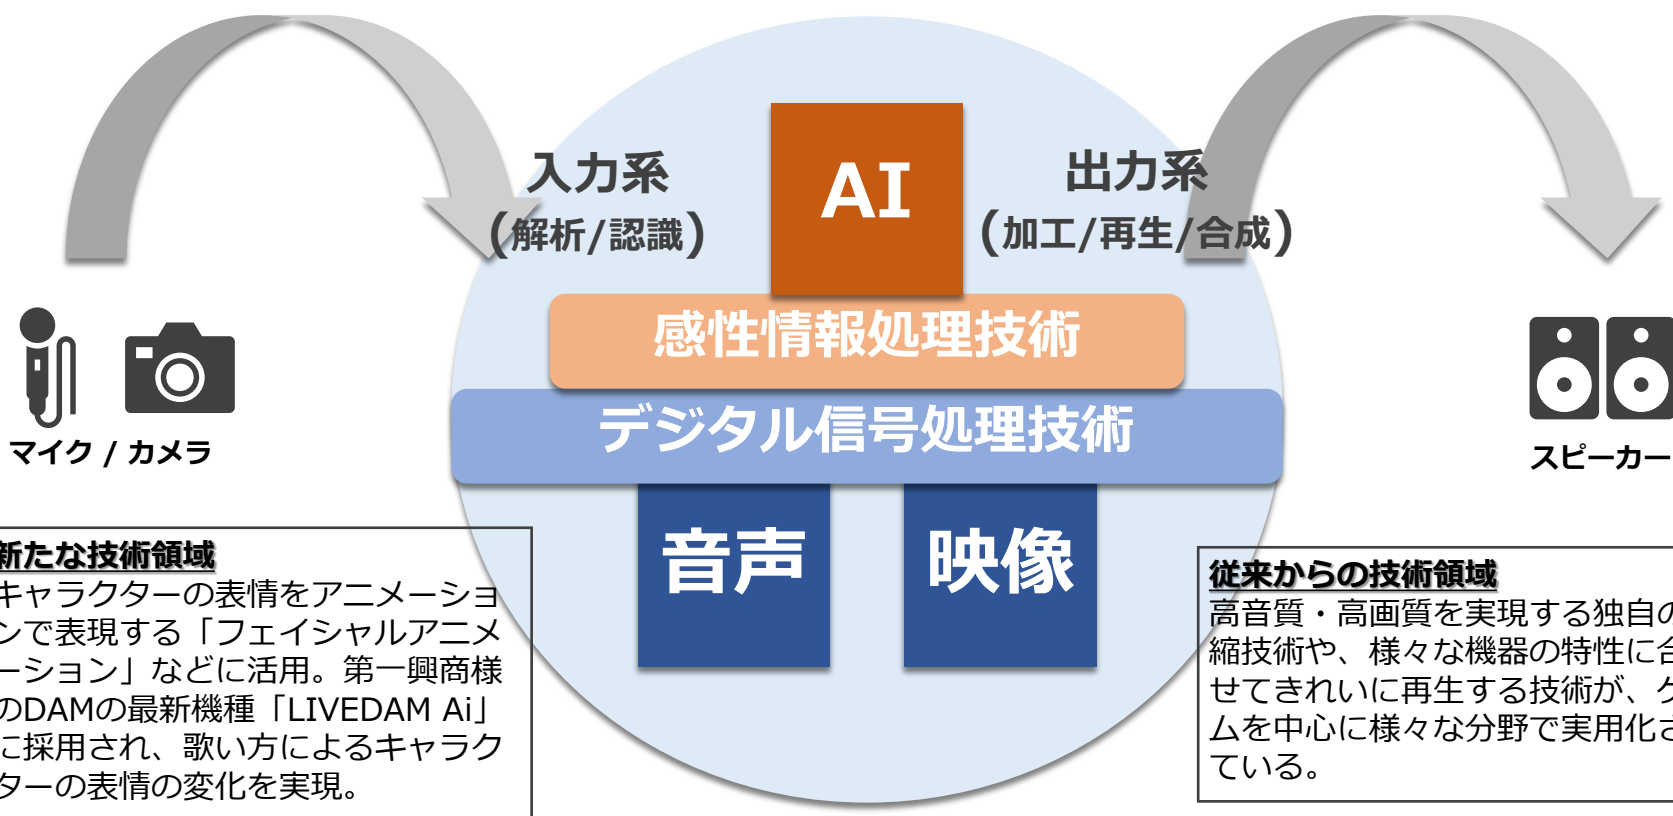 入力系
(解析/認識)
AI
出力系
(加工/再生/合成)
感性情報処理技術
デジタル信号処理技術
音声
映像
マイク / カメラ
スピーカー
新たな技術領域
キャラクターの表情をアニメーショ
ンで表現する「フェイシャルアニメ
ーション」などに活用。第一興商様
のDAMの最新機種「LIVEDAM Ai」
に採用され、歌い方によるキャラク
ターの表情の変化を実現。
従来からの技術領域
高音質・高画質を実現する独自の
縮技術や、様々な機器の特性に合
せてきれいに再生する技術が、ゲ
ムを中心に様々な分野で実用化さ
ている。